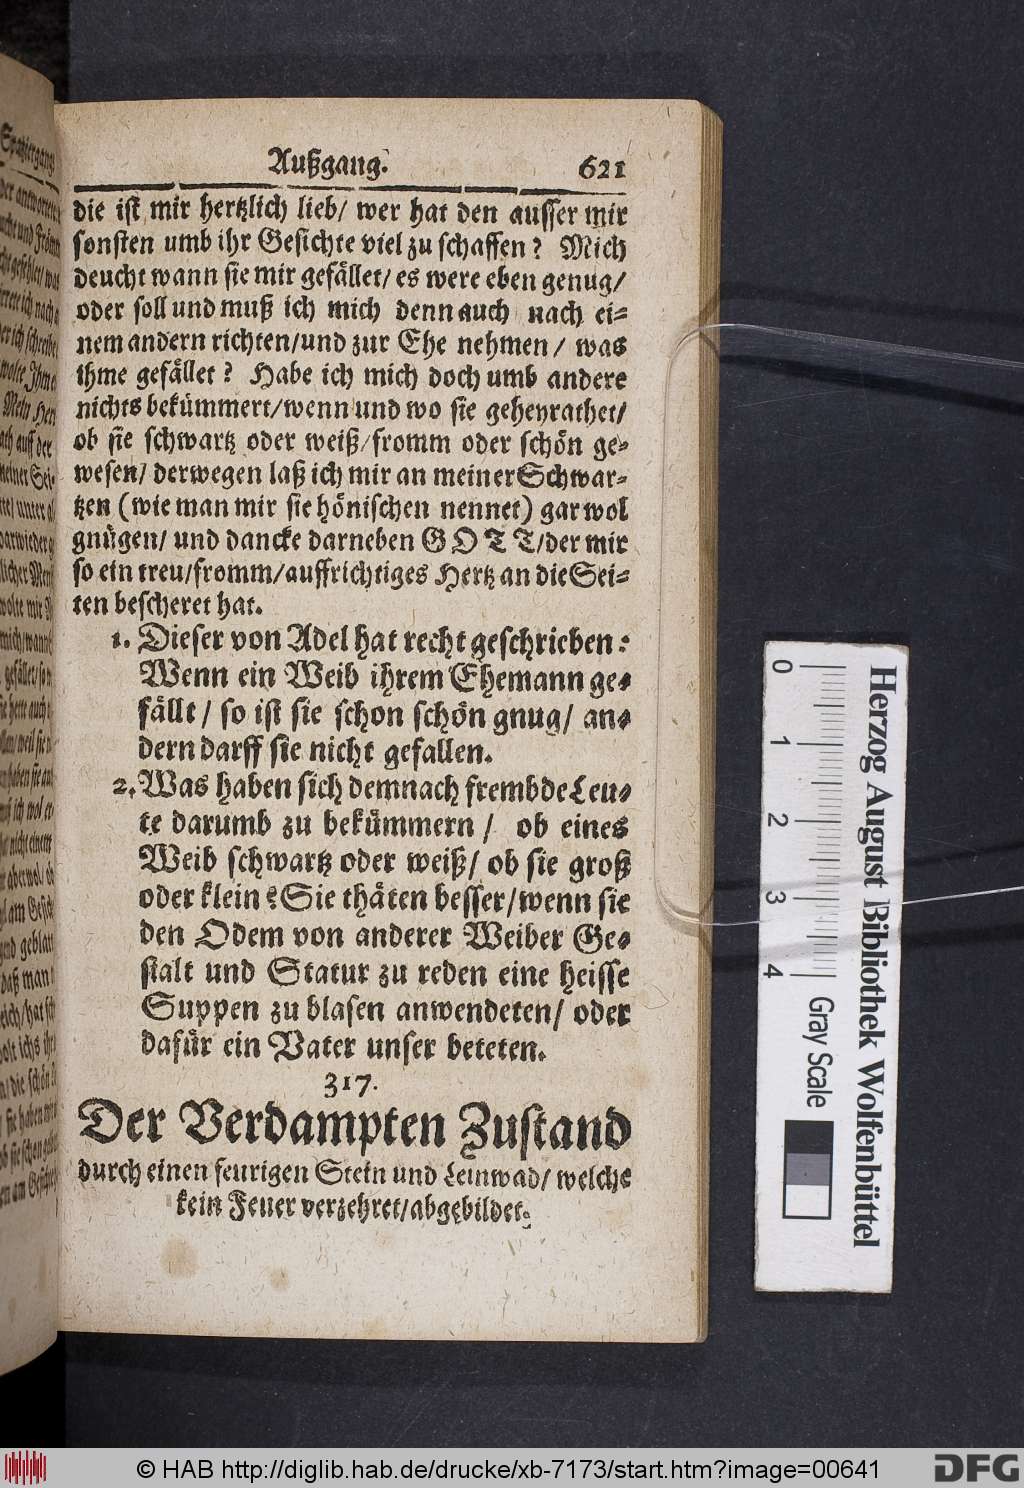 Außgang. 621
die ist mir hertzlich lieb/ wer hat den ausser mir
sonsten umb ihr Gesichte viel zu schaffen? Mich
deucht wann sie mir gefället/ es were eben genug/
oder soll und muß ich mich denn auch nach ei=
nem andern richten/und zur Ehe nehmen/ was
ihme gefället? Habe ich mich doch umb andere
nichts bekümmert/wenn und wo sie geheyrathet/
ob sie schwartz oder weiß/fromm oder schön ge=
wesen/ derwegen laß ich mir an meiner Schwar=
tzen (wie man mir sie hönischen nennet) gar wol
gnügen/ und dancke darneben GOTT/der mir
so ein treu/fromm/auffrichtiges Hertz an die Sei=
ten bescheret hat.
1. Dieser von Adel hat recht geschrieben:
Wenn ein Weib ihrem Ehemann ge=
fällt/ so ist sie schon schön gnug/ an=
dern darff sie nicht gefallen.
2. Was haben sich demnach frembde Leu=
te darumb zu bekümmern/ ob eines
Weib schwartz oder weiß/ ob sie groß
oder klein? Sie thäten besser/wenn sie
den Odem von anderer Weiber Ge=
stalt und Statur zu reden eine heisse
Suppen zu blasen anwendeten/ oder
dafür ein Vater unser beteten.
317.
Der Verdampten Zustand
durch einen feurigen Stein und Leinwad/ welche
kein Feuer verzehret/abgebildet.
Herzog August Bibliothek Wolfenbüttel
0 1 2 3 4 Gray Scale
© HAB http://diglib.hab.de/drucke/xb-7173/start.htm?image=00641
DFG